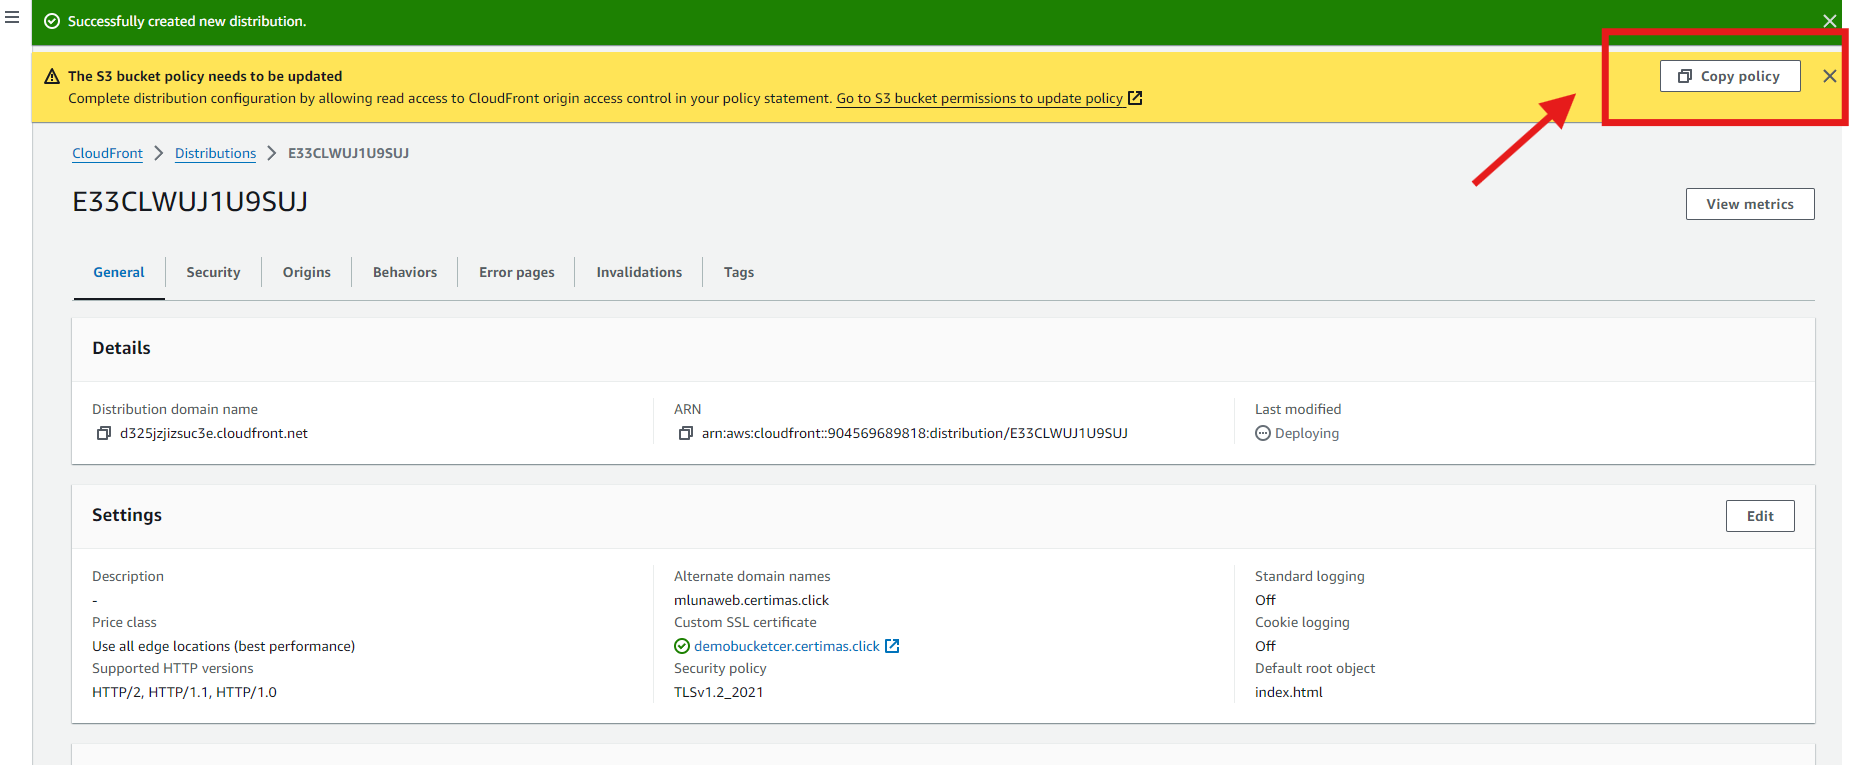 Successfully created new distribution.
The S3 bucket policy needs to be updated
Copy policy
Complete distribution configuration by allowing read access to CloudFront origin access control in your policy statement. Go to S3 bucket permissions to update policy
CloudFront > Distributions > E33CLWUJ1U9SUJ
E33CLWUJ1U9SUJ
View metrics
General Security Origins Behaviors Error pages Invalidations Tags
Details
Distribution domain name
d325jzjizsuc3e.cloudfront.net
ARN
arn:aws:cloudfront::904569689818:distribution/E33CLWUJ1U9SUJ
Last modified
Deploying
Settings
Edit
Description
-
Price class
Use all edge locations (best performance)
Supported HTTP versions
HTTP/2, HTTP/1.1, HTTP/1.0
Alternate domain names
mlunaweb.certimas.click
Custom SSL certificate
demobucketcer.certimas.click
Security policy
TLSv1.2_2021
Standard logging
Off
Cookie logging
Off
Default root object
index.html